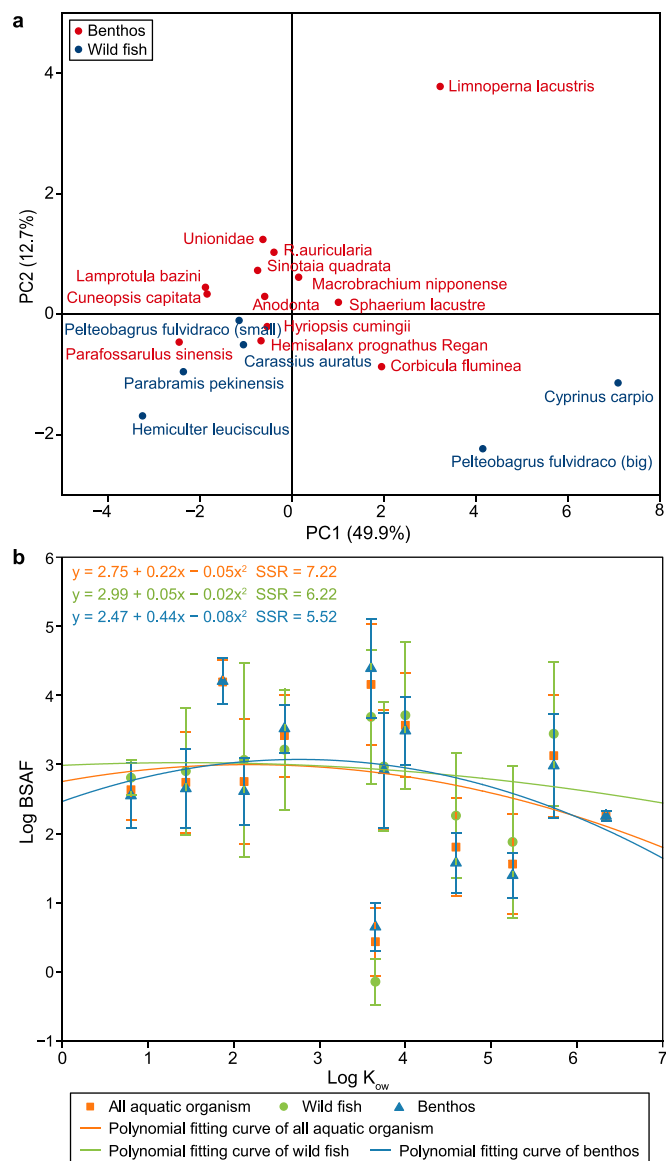 a
Benthos
Wild fish
4
2
0
−2
PC2 (12.7%)
Limnoperna lacustris
Unionidae
R.auricularia
Sinotaia quadrata
Lamprotula bazini
Macrobrachium nipponense
Cuneopsis capitata
Anodonta
Sphaerium lacustre
Pelteobagrus fulvidraco (small)
Hyriopsis cumingii
Parafossarulus sinensis
Hemisalanx prognathus Regan
Carassius auratus
Corbicula fluminea
Parabramis pekinensis
Cyprinus carpio
Hemiculter leucisculus
Pelteobagrus fulvidraco (big)
−4 −2 0 2 4 6 8
PC1 (49.9%)
b
y = 2.75 + 0.22x − 0.05x² SSR = 7.22
y = 2.99 + 0.05x − 0.02x² SSR = 6.22
y = 2.47 + 0.44x − 0.08x² SSR = 5.52
6
5
4
3
2
1
0
−1
Log BSAF
0 1 2 3 4 5 6 7
Log Kow
All aquatic organism Wild fish Benthos
Polynomial fitting curve of all aquatic organism
Polynomial fitting curve of wild fish Polynomial fitting curve of benthos